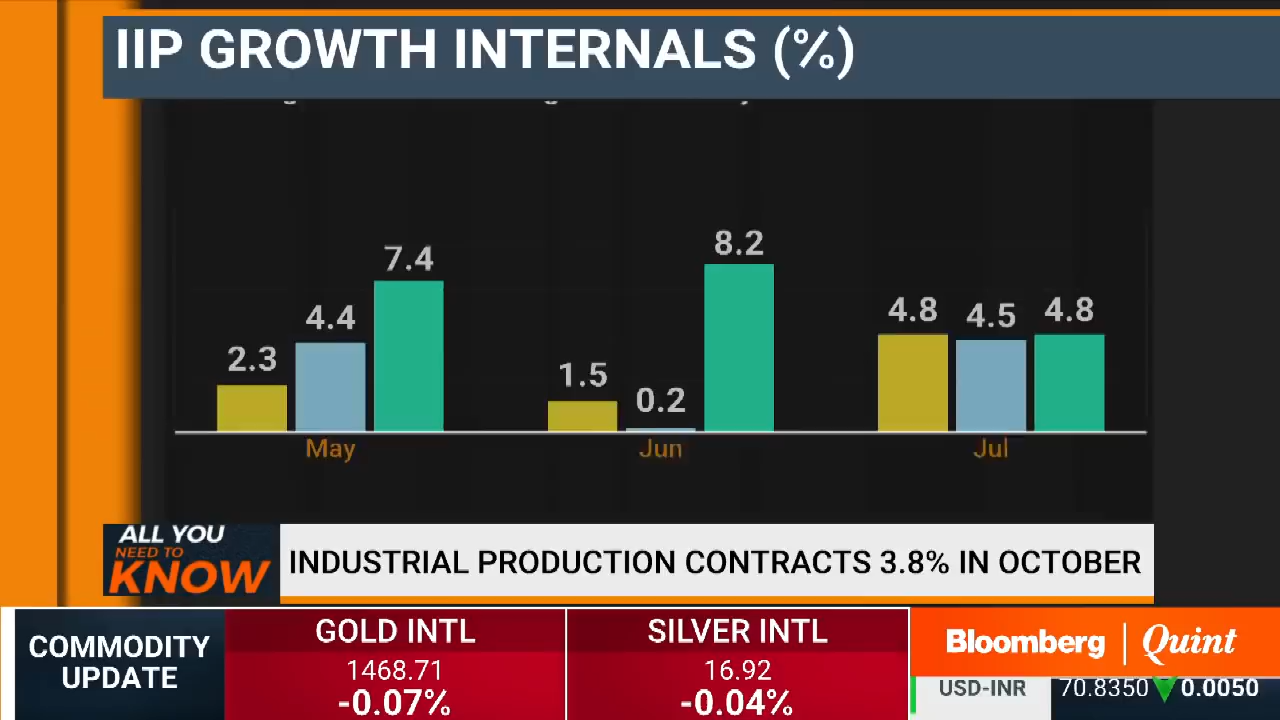 IIP GROWTH INTERNALS (%)
2.3
4.4
7.4
May
1.5
0.2
8.2
Jun
4.8
4.5
4.8
Jul
ALL YOU
NEED TO
KNOW
INDUSTRIAL PRODUCTION CONTRACTS 3.8% IN OCTOBER
COMMODITY
UPDATE
GOLD INTL
1468.71
-0.07%
SILVER INTL
16.92
-0.04%
Bloomberg | Quint
USD-INR 70.8350 ▼ 0.0050